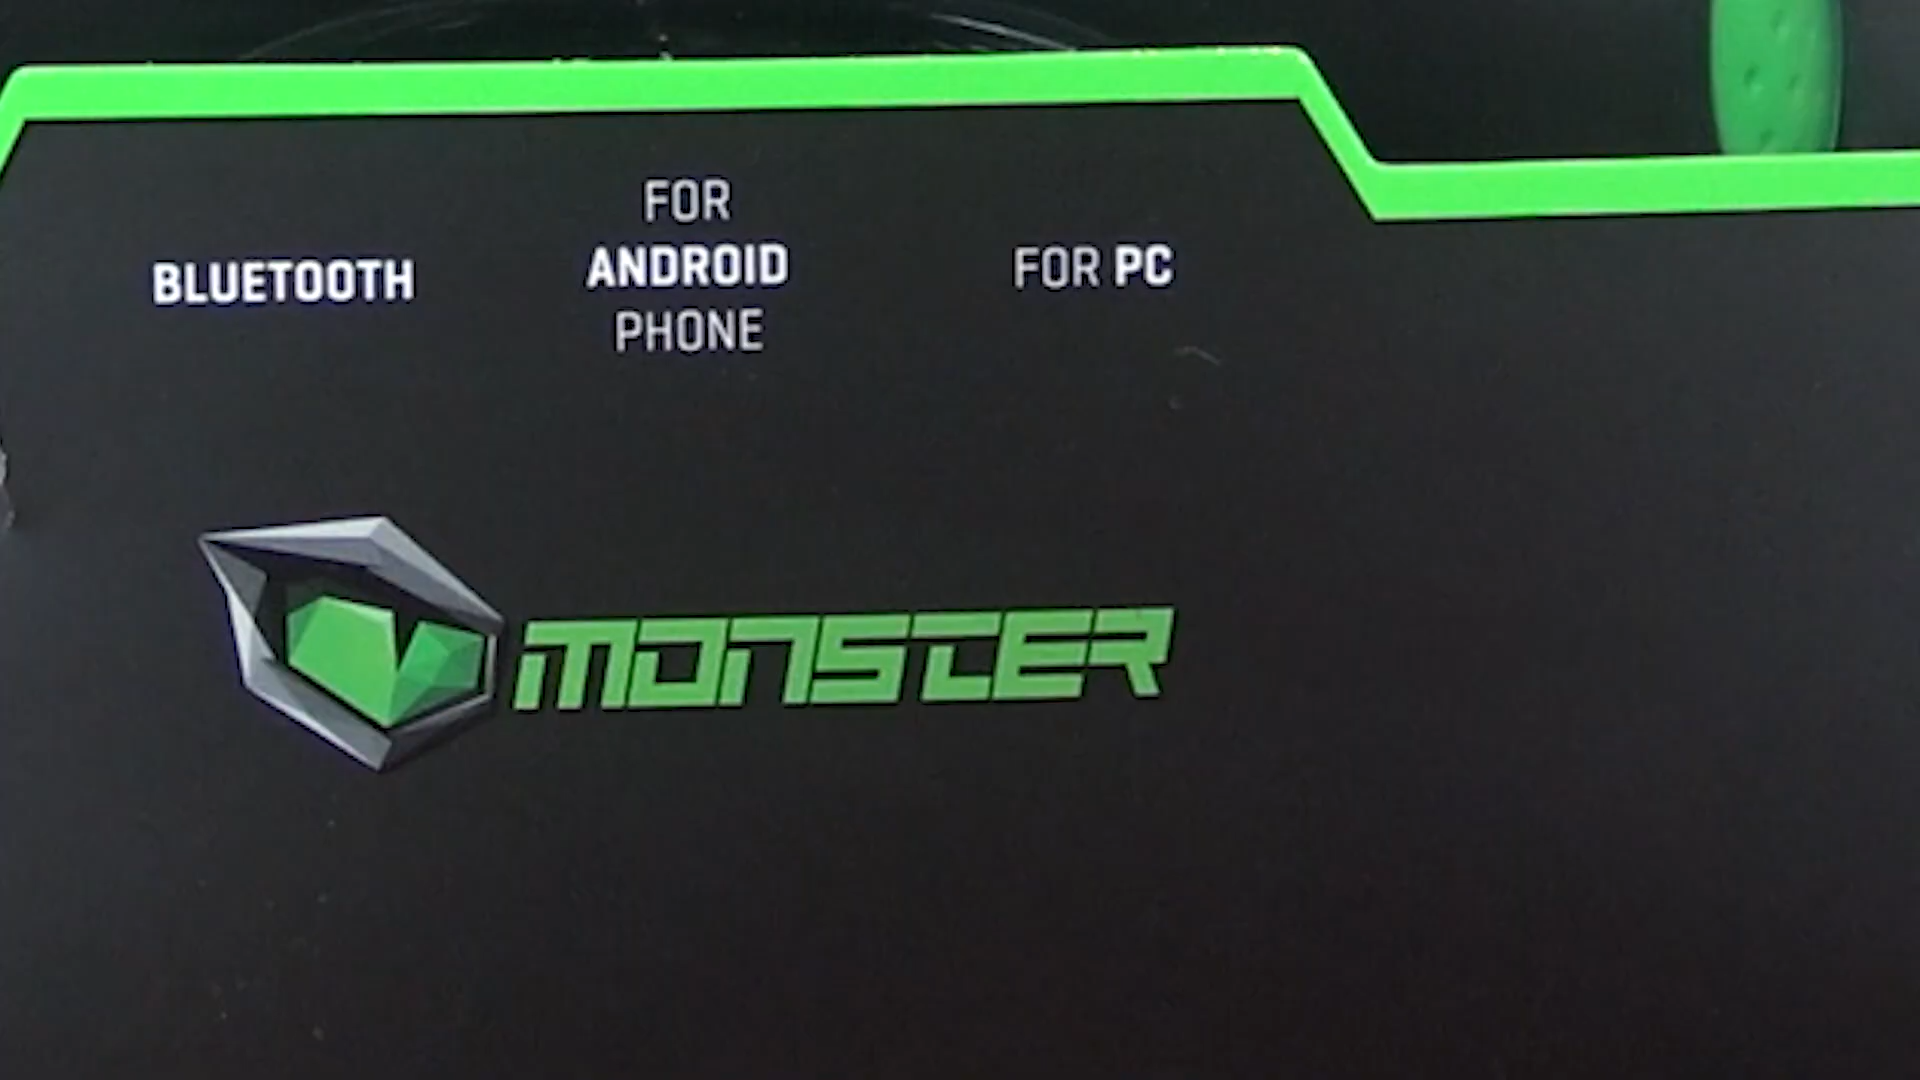 BLUETOOTH
FOR
ANDROID
PHONE
FOR PC
MONSTER